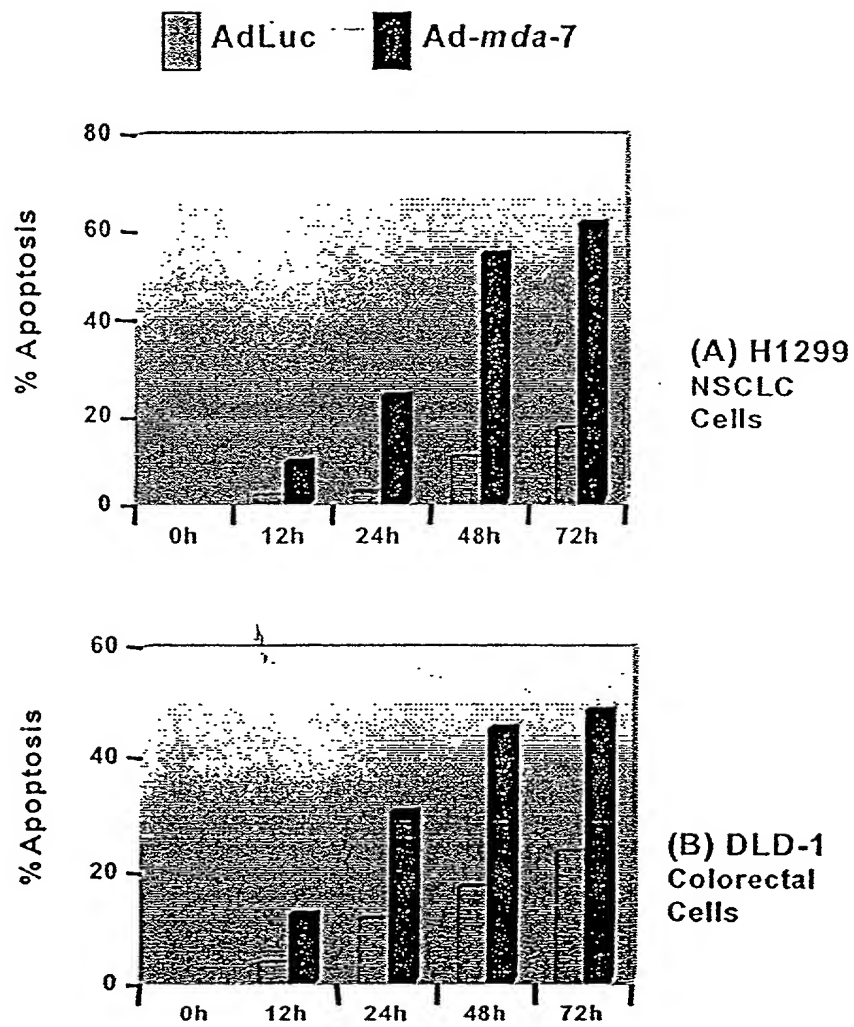 AdLuc Ad-mda-7
80
60
40
20
0
% Apoptosis
0h 12h 24h 48h 72h
(A) H1299
NSCLC
Cells
60
40
20
0
% Apoptosis
0h 12h 24h 48h 72h
(B) DLD-1
Colorectal
Cells